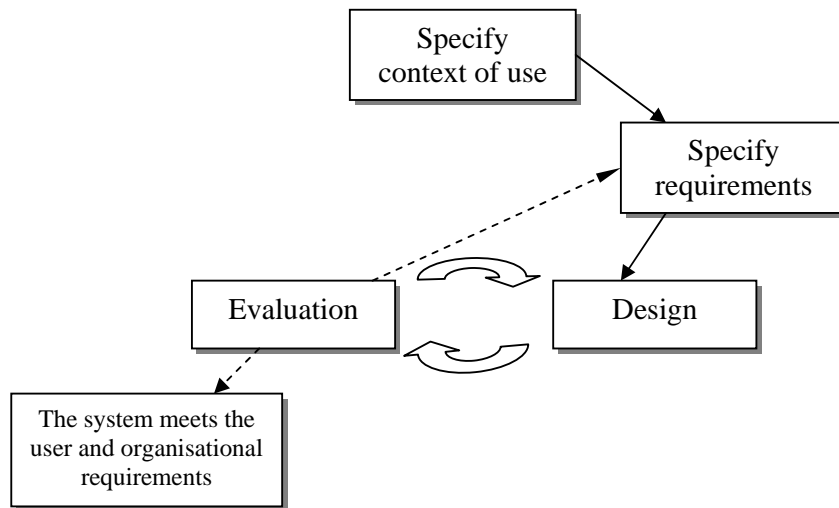 Specify
context of use
Specify
requirements
Evaluation
Design
The system meets the
user and organisational
requirements